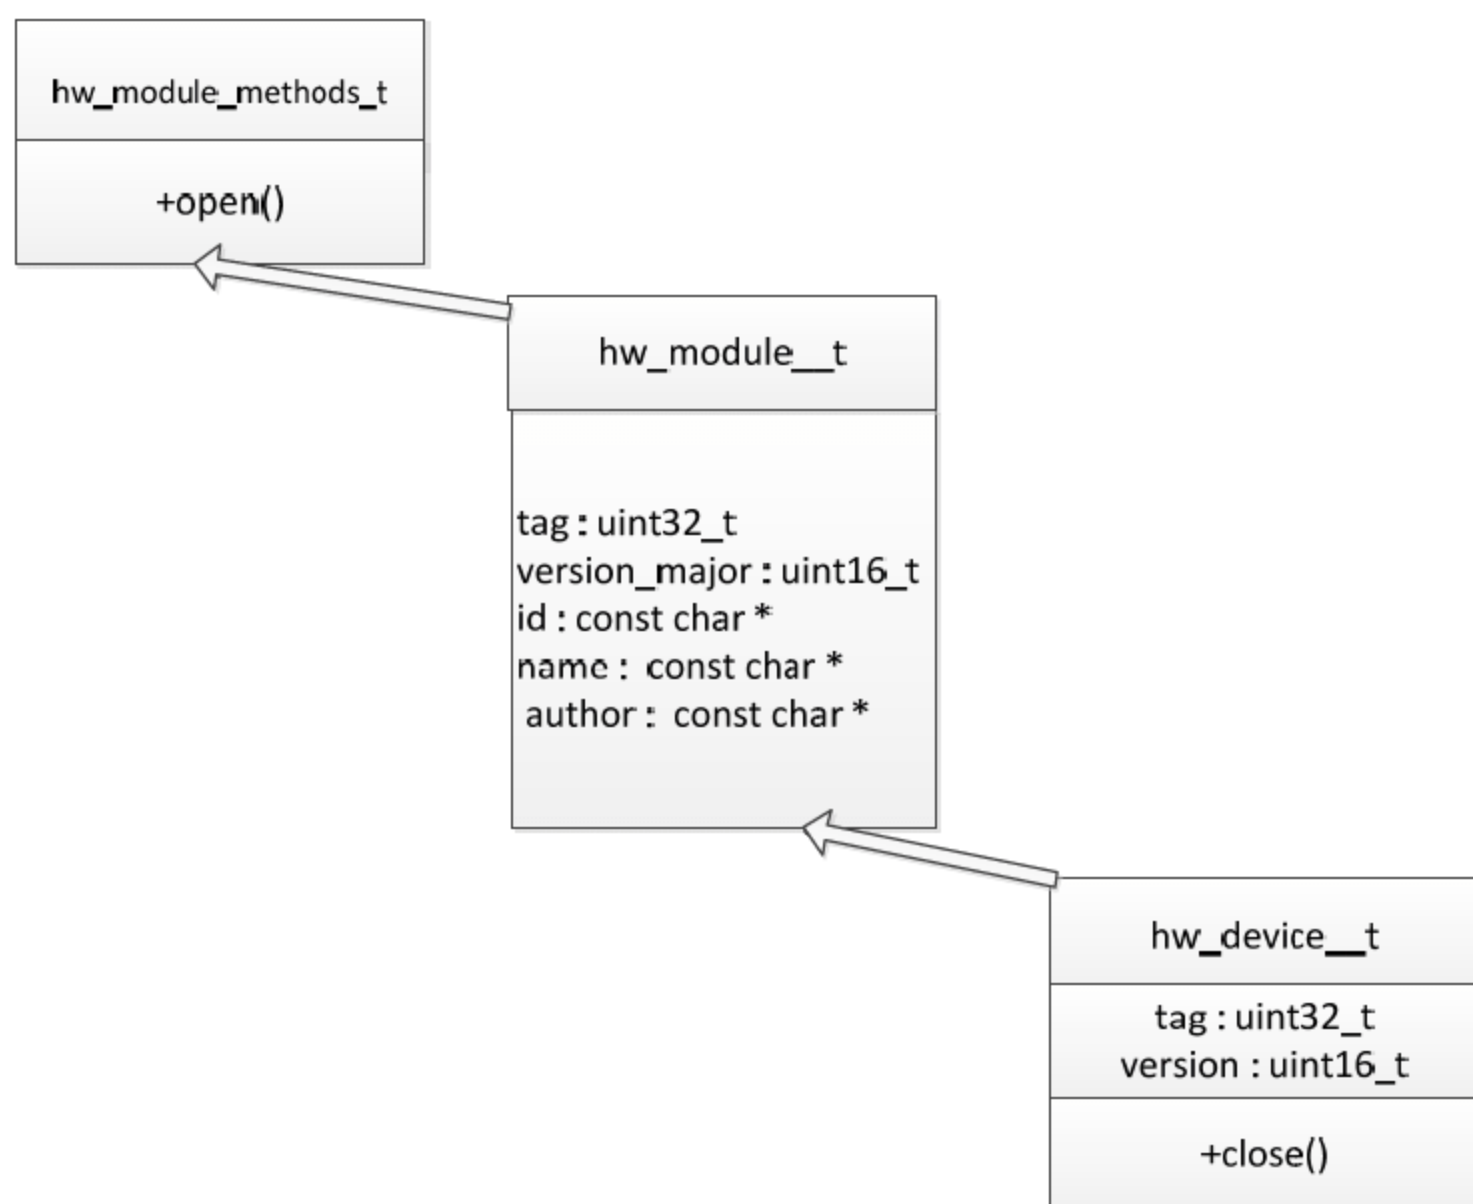 hw_module_methods_t
+open()
hw_module__t
tag : uint32_t
version_major : uint16_t
id : const char *
name : const char *
author : const char *
hw_device__t
tag : uint32_t
version : uint16_t
+close()